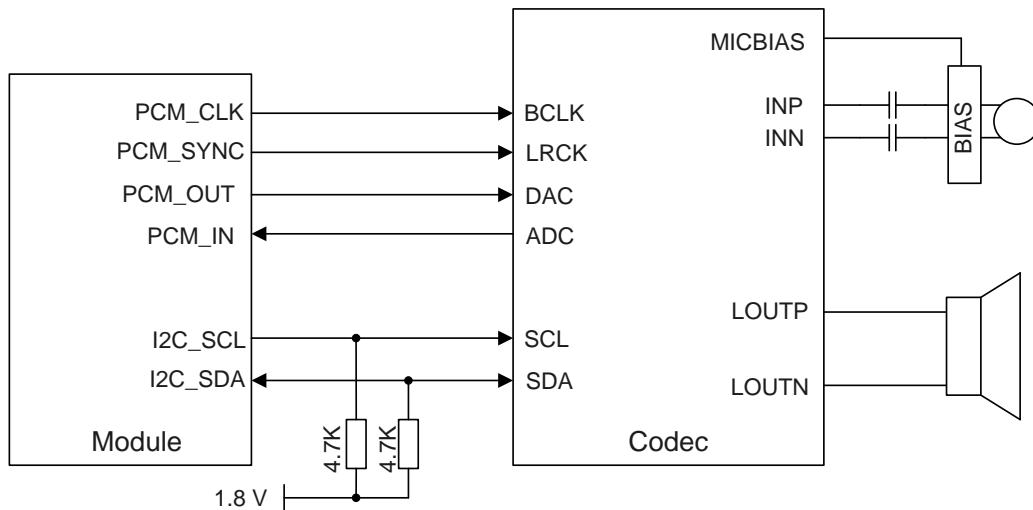 MICBIAS
PCM_CLK
BCLK
INP
PCM_SYNC
LRCK
INN
BIAS
PCM_OUT
DAC
PCM_IN
ADC
LOUTP
I2C_SCL
SCL
I2C_SDA
SDA
LOUTN
Module
4.7K
4.7K
Codec
1.8 V